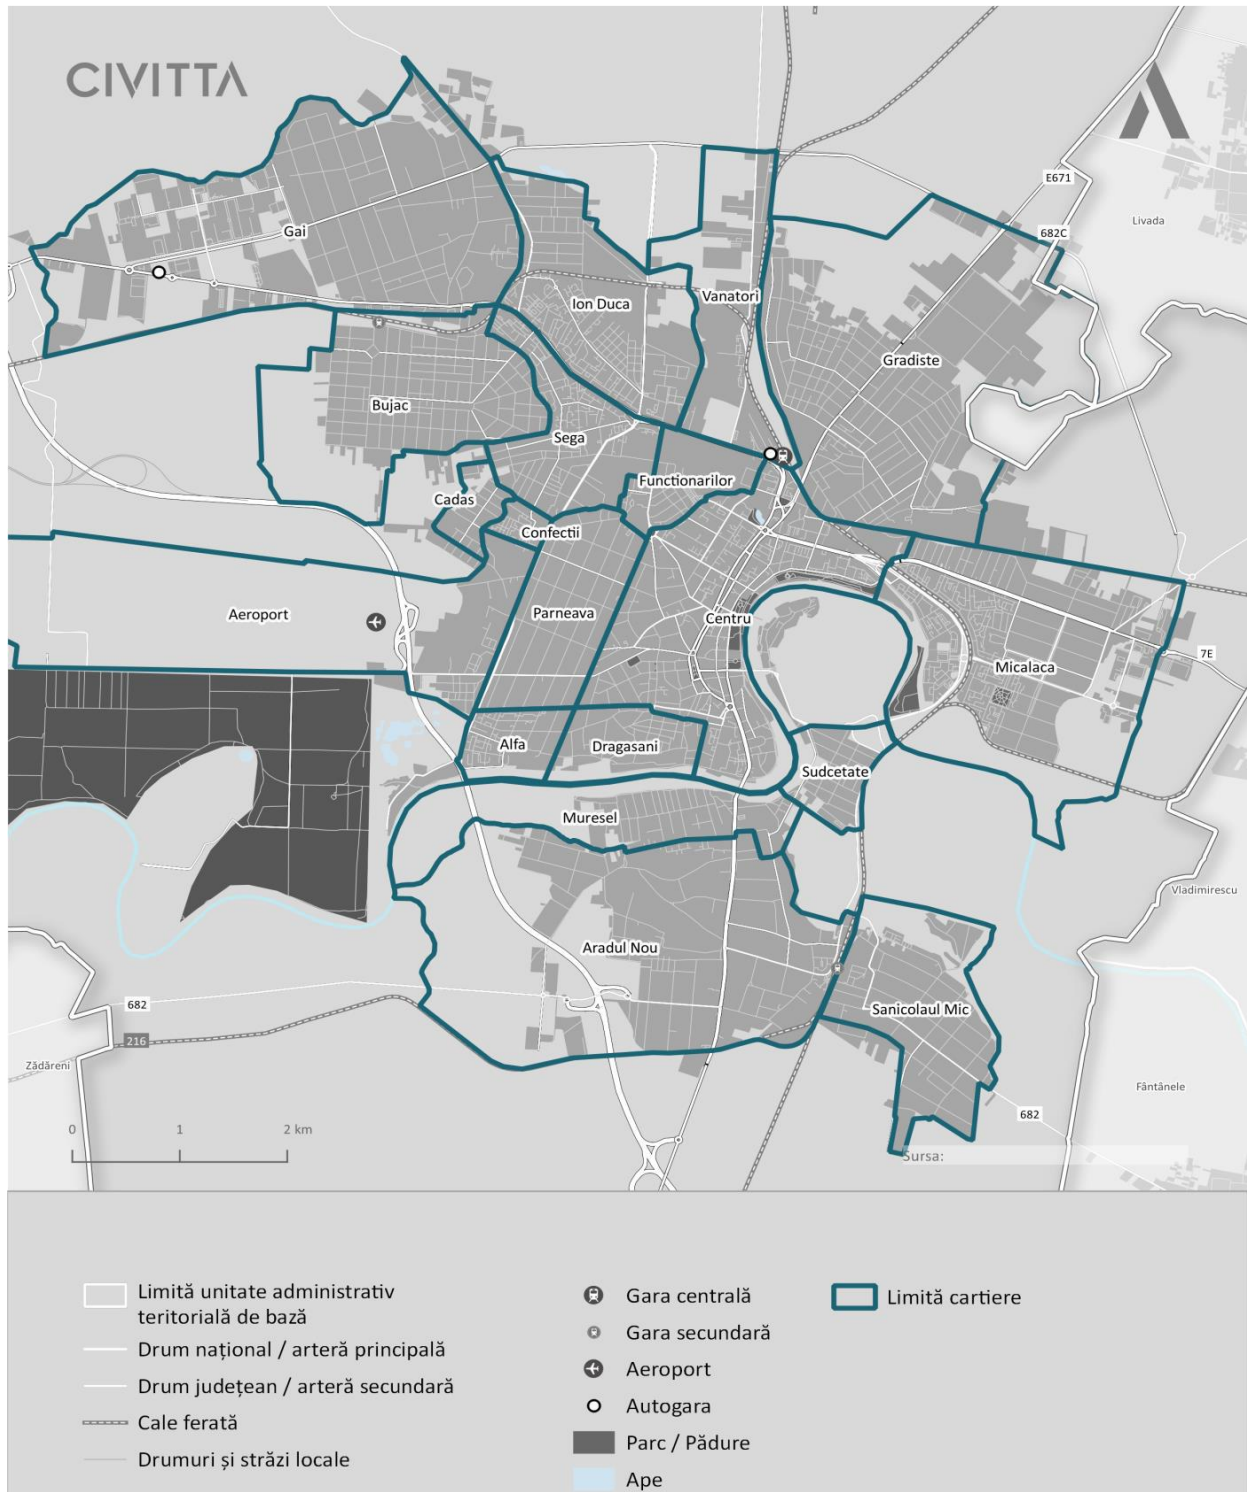 CIVITTA
E671
Livada
682C
Gai
Ion Duca
Vanatori
Gradiste
Bujac
Sega
Functionarilor
Cadas
Confectii
Aeroport
Parneava
Centru
7E
Micalaca
Alfa
Dragasani
Sudcetate
Muresel
Vladimirescu
Aradul Nou
682
Sanicolaul Mic
216
Zădăreni
Fântânele
682
0 1 2 km
Sursa:
Limită unitate administrativ
teritorială de bază
Drum național / arteră principală
Drum județean / arteră secundară
Cale ferată
Drumuri și străzi locale
Gara centrală
Gara secundară
Aeroport
Autogara
Parc / Pădure
Ape
Limită cartiere